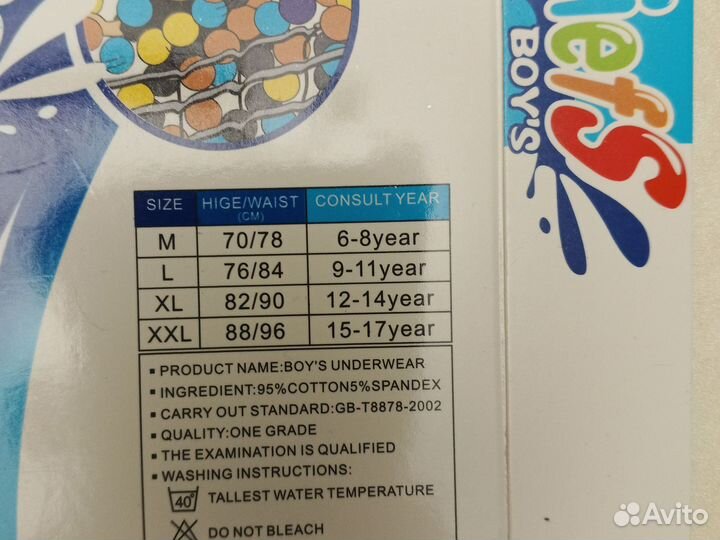 iefS
BOY'S
SIZE HIGE/WAIST (CM) CONSULT YEAR
M 70/78 6-8year
L 76/84 9-11year
XL 82/90 12-14year
XXL 88/96 15-17year
▪ PRODUCT NAME:BOY'S UNDERWEAR
▪ INGREDIENT:95%COTTON5%SPANDEX
▪ CARRY OUT STANDARD:GB-T8878-2002
▪ QUALITY:ONE GRADE
▪ THE EXAMINATION IS QUALIFIED
▪ WASHING INSTRUCTIONS:
40° TALLEST WATER TEMPERATURE
DO NOT BLEACH
Avito